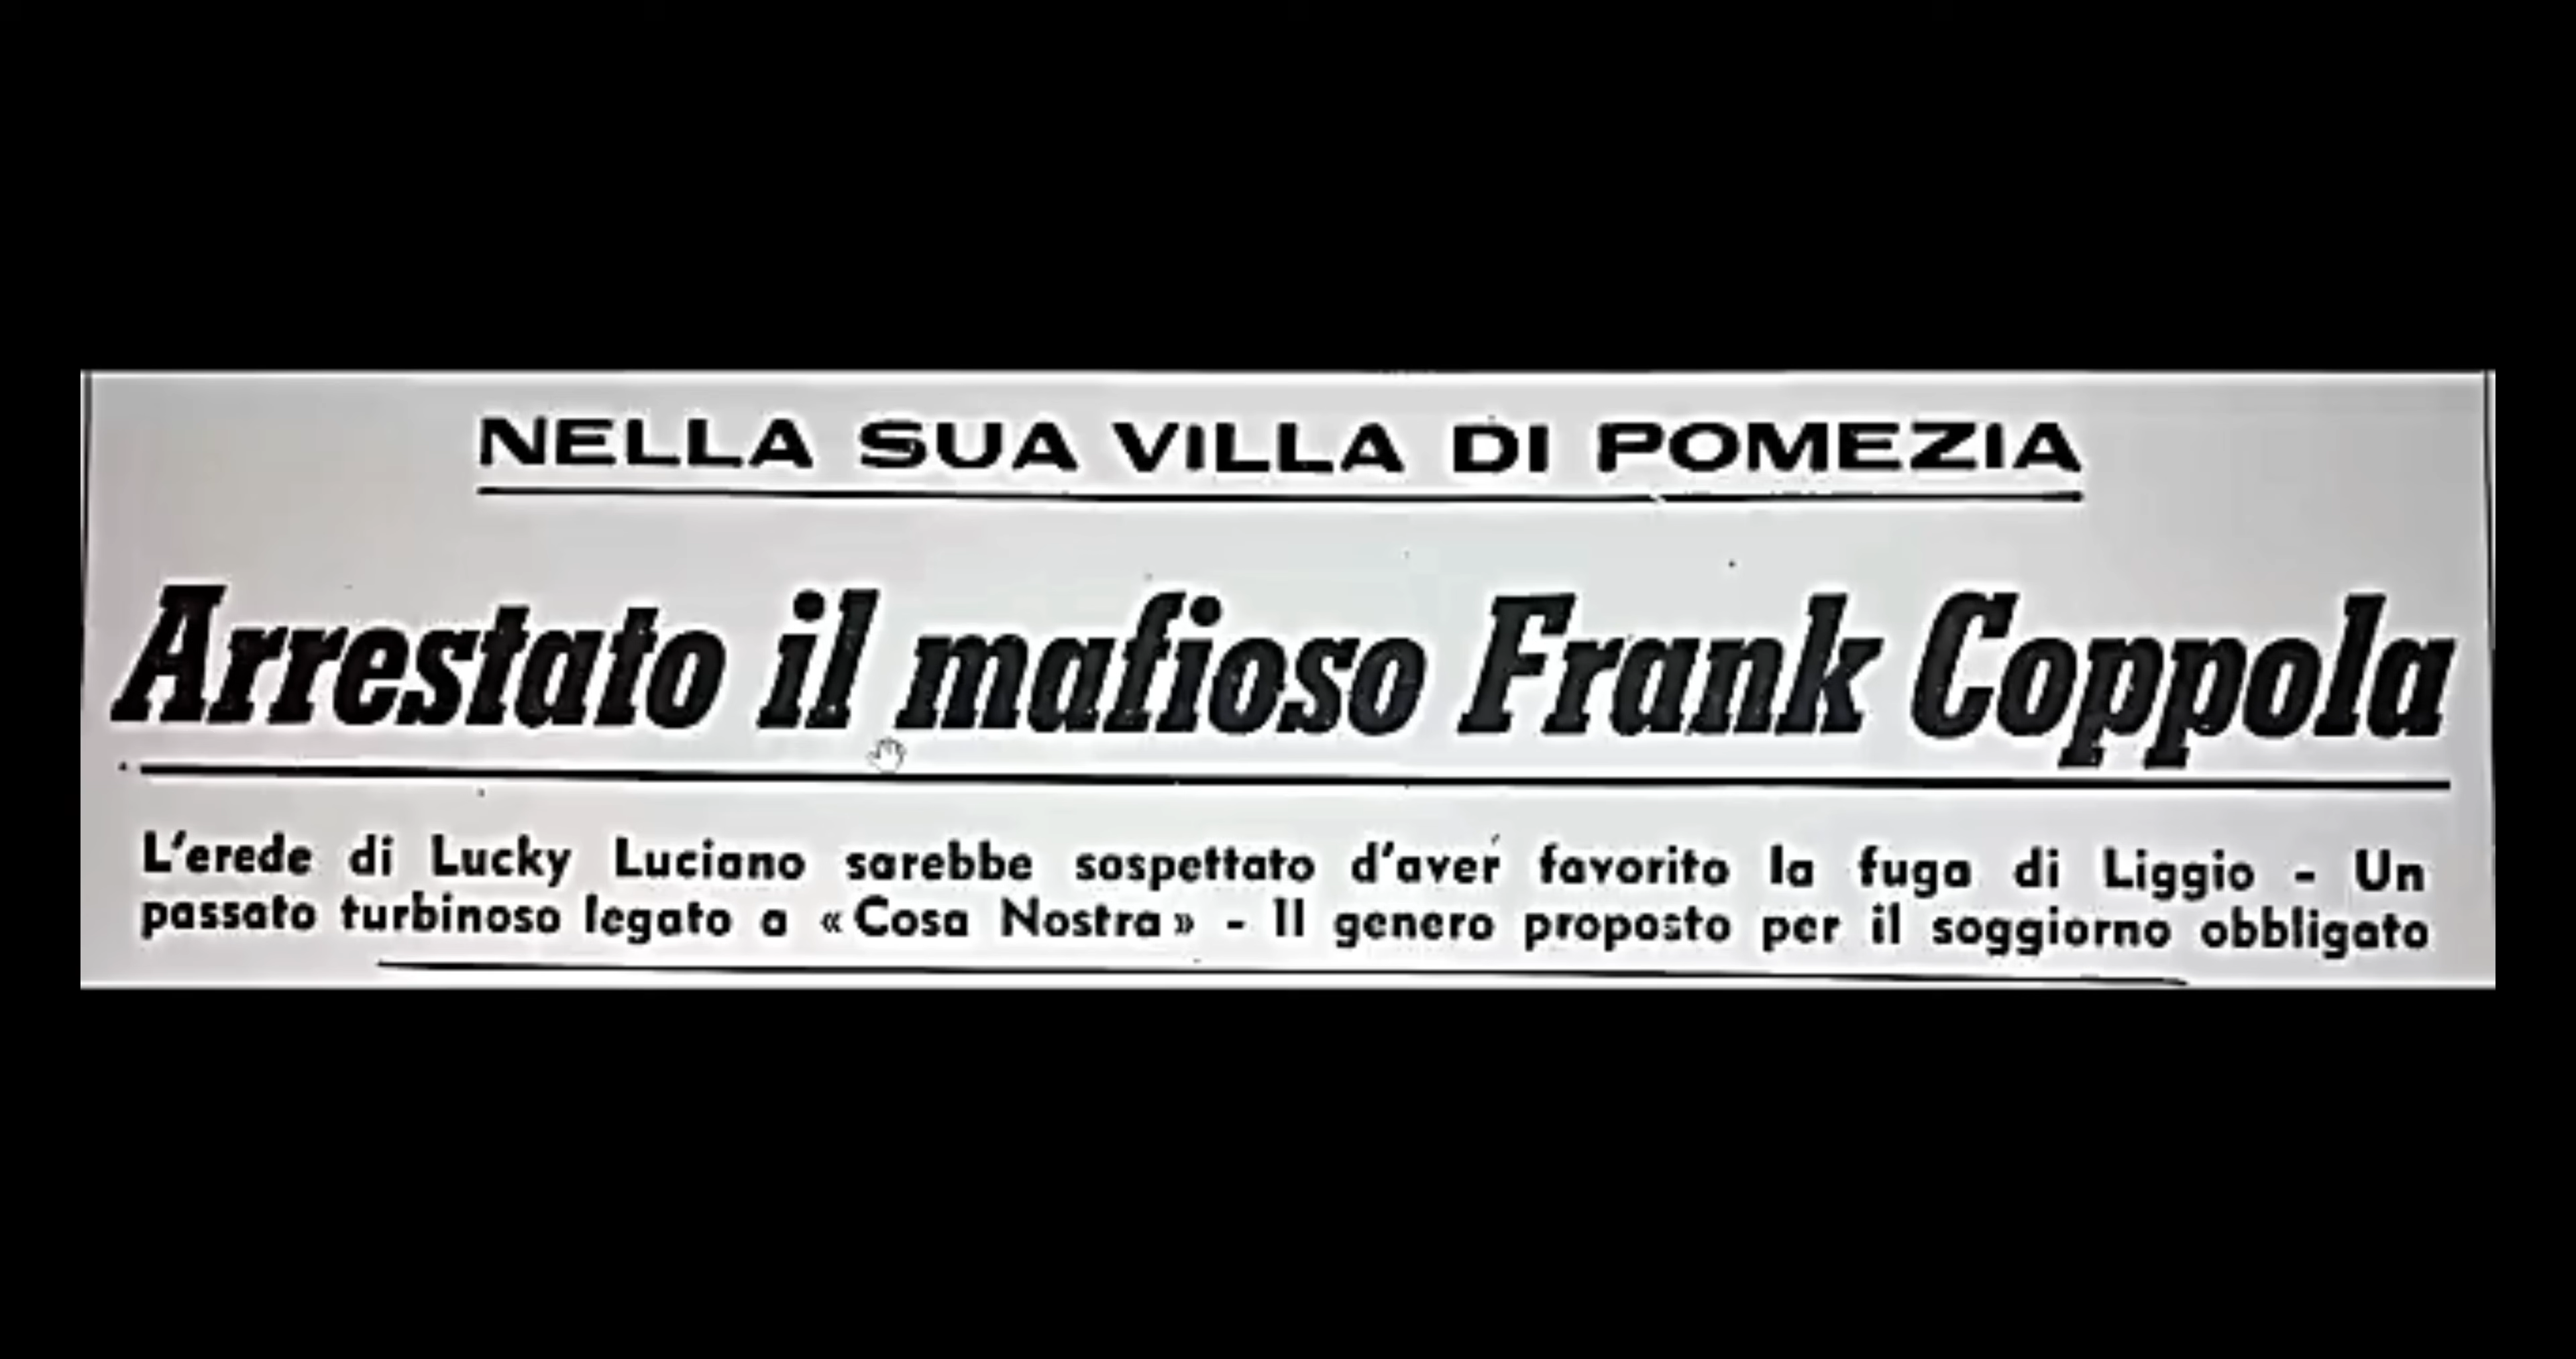 NELLA SUA VILLA DI POMEZIA
Arrestato il mafioso Frank Coppola
L'erede di Lucky Luciano sarebbe sospettato d'aver favorito la fuga di Liggio - Un
passato turbinoso legato a «Cosa Nostra» - Il genero proposto per il soggiorno obbligato